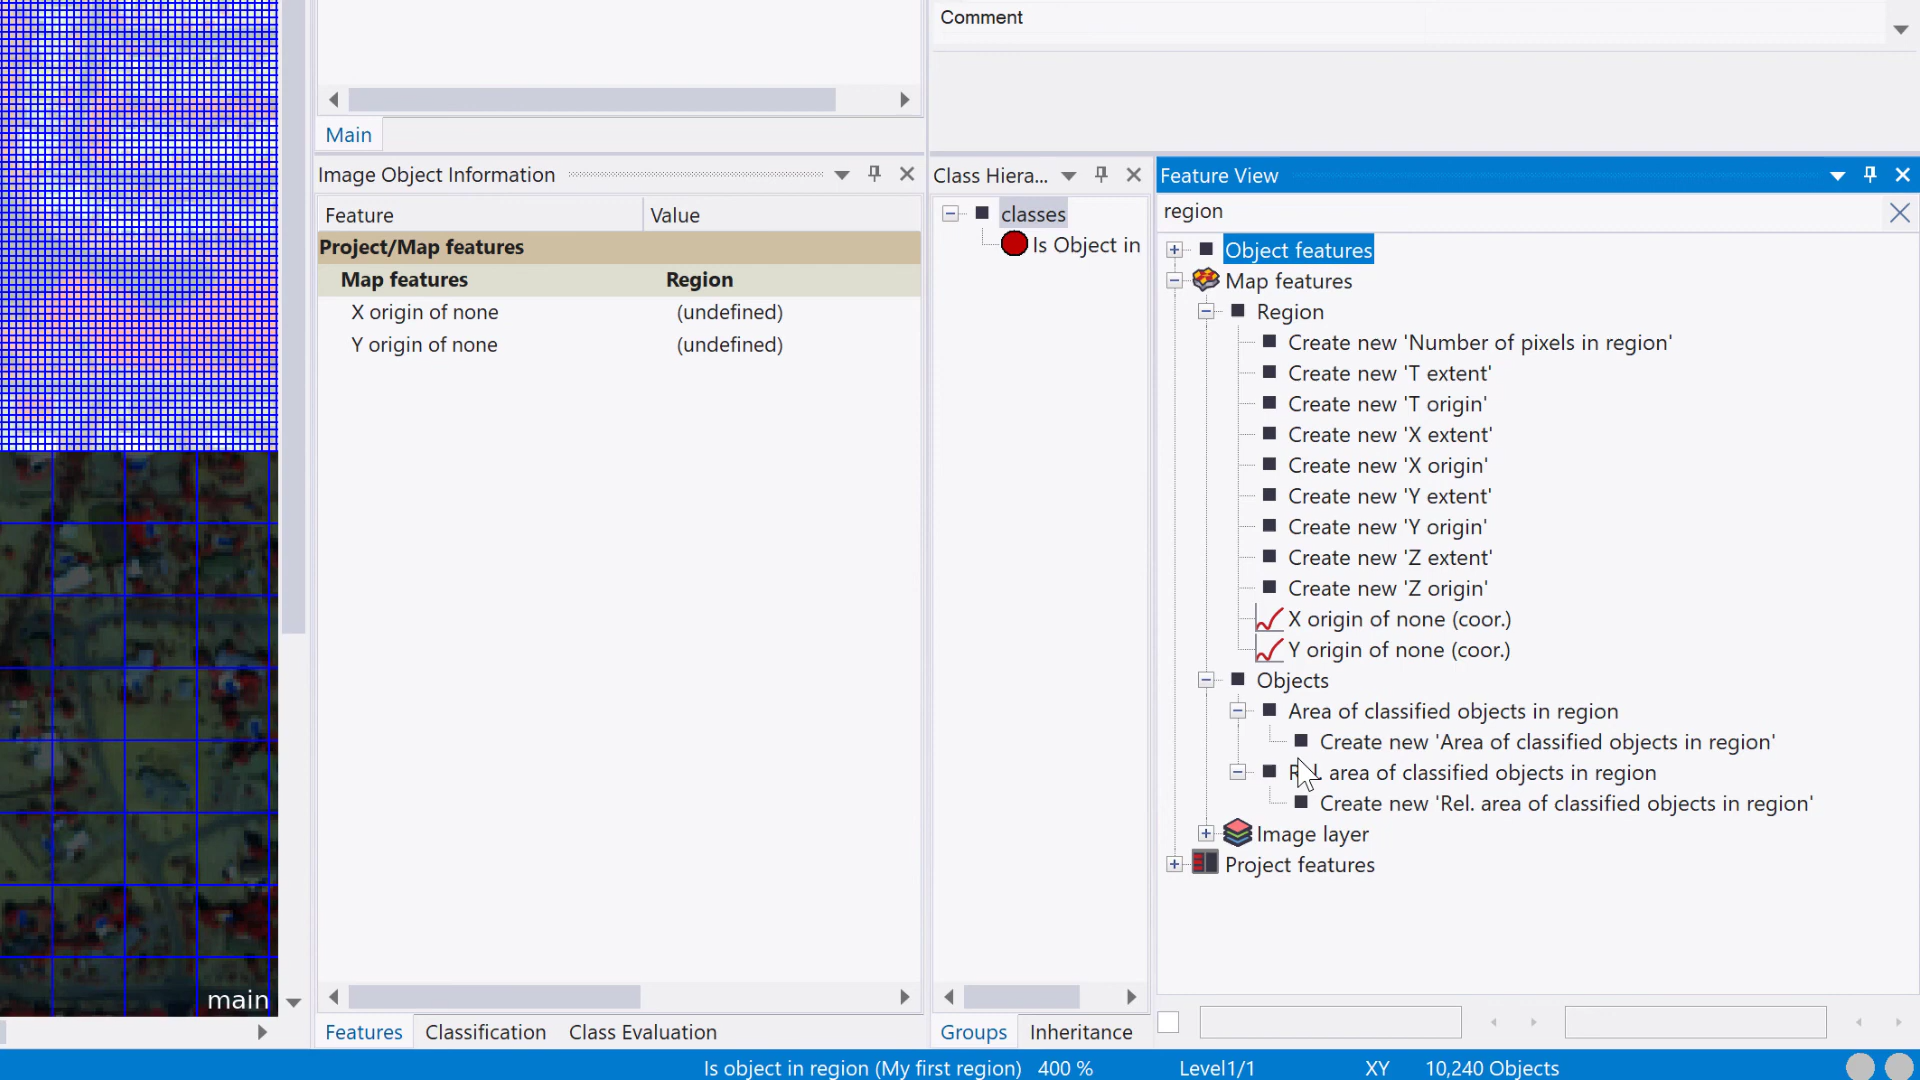 Comment
Main
Image Object Information
Feature Value
Project/Map features
Map features Region
X origin of none (undefined)
Y origin of none (undefined)
Features Classification Class Evaluation
Class Hiera...
classes
Is Object in
Groups Inheritance
Feature View
region
Object features
Map features
Region
Create new 'Number of pixels in region'
Create new 'T extent'
Create new 'T origin'
Create new 'X extent'
Create new 'X origin'
Create new 'Y extent'
Create new 'Y origin'
Create new 'Z extent'
Create new 'Z origin'
X origin of none (coor.)
Y origin of none (coor.)
Objects
Area of classified objects in region
Create new 'Area of classified objects in region'
Rel. area of classified objects in region
Create new 'Rel. area of classified objects in region'
Image layer
Project features
main
Is object in region (My first region) 400 % Level1/1 XY 10,240 Objects